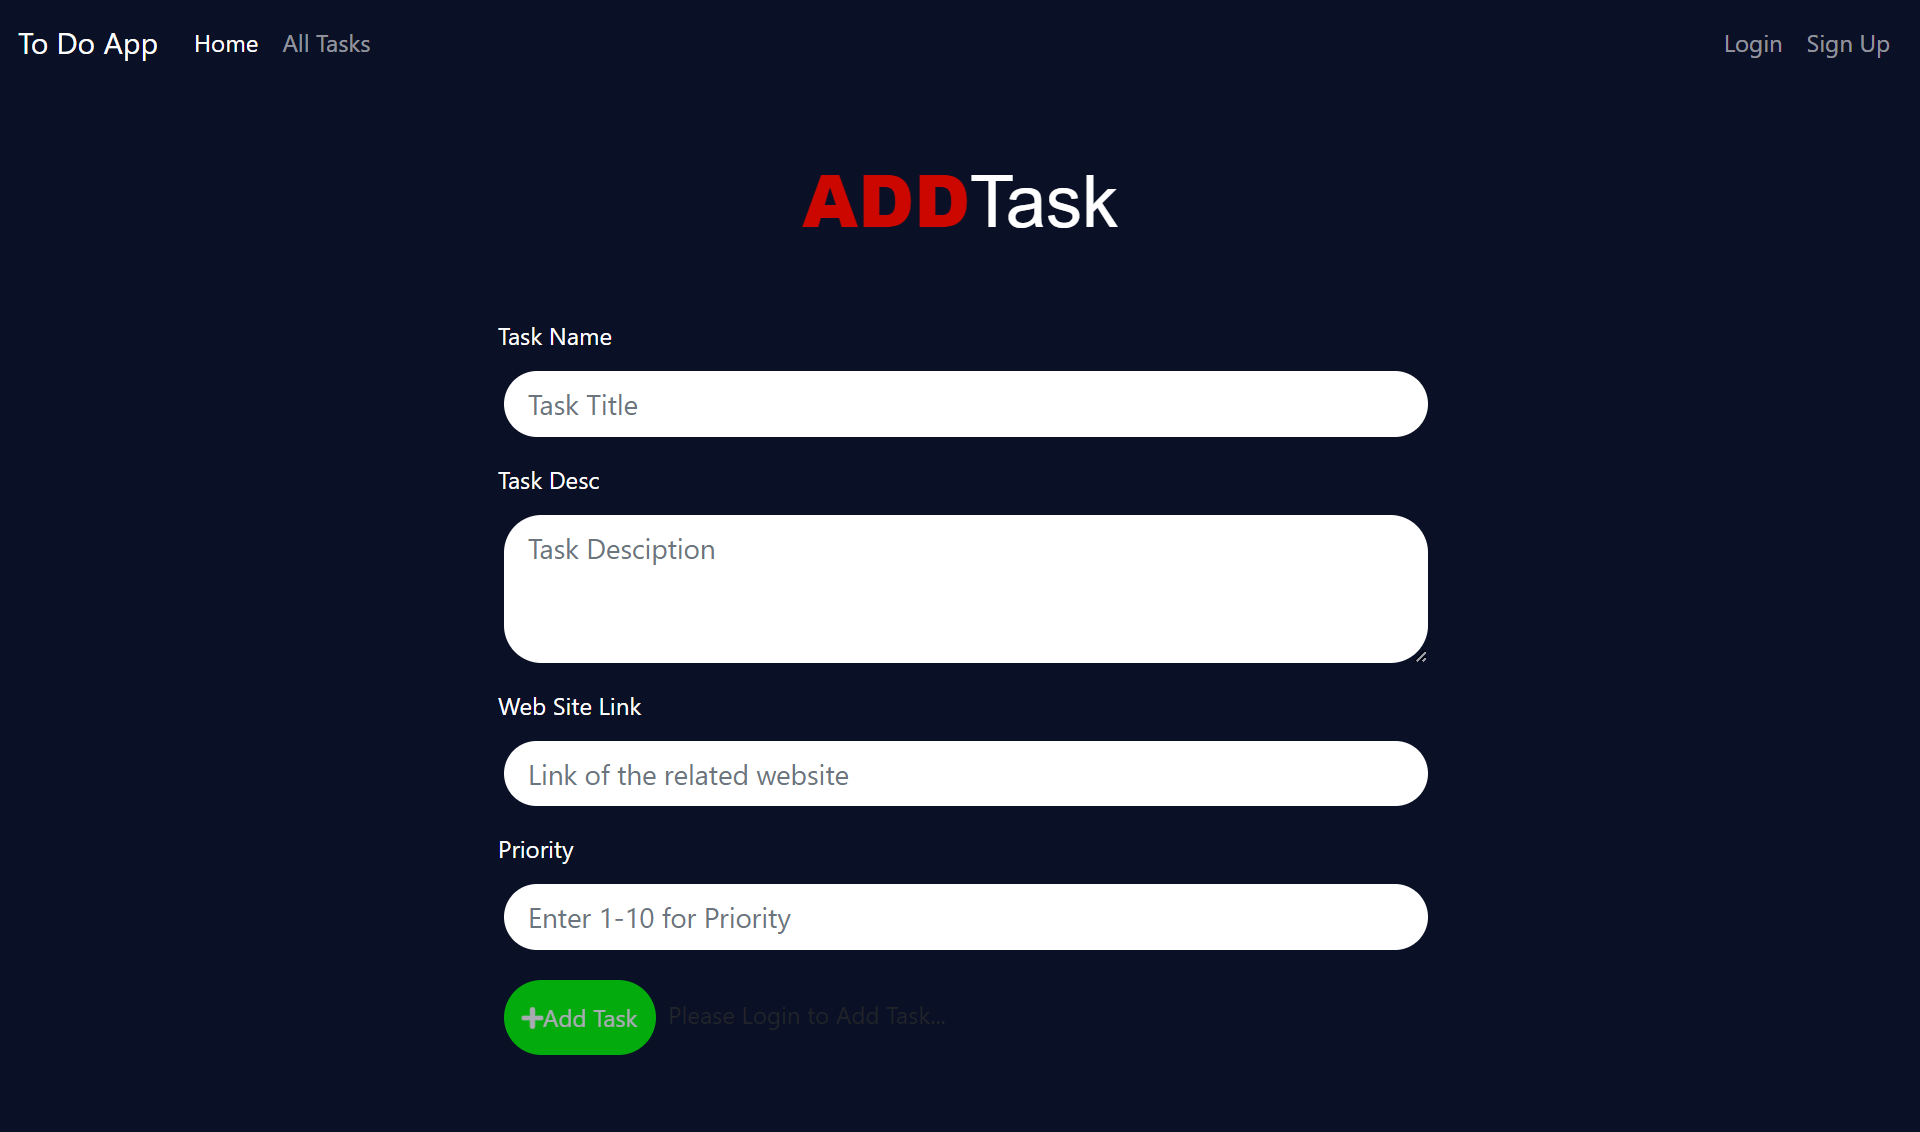 To Do App Home All Tasks Login Sign Up
ADDTask
Task Name
Task Title
Task Desc
Task Desciption
Web Site Link
Link of the related website
Priority
Enter 1-10 for Priority
Add Task Please Login to Add Task...